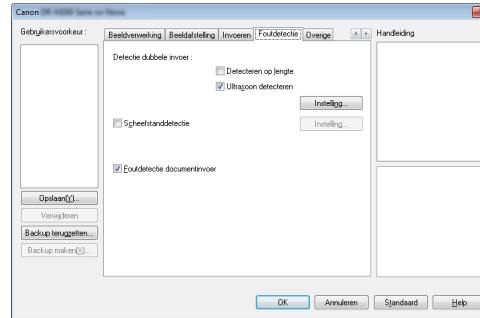 Canon
Gebruikersvoorkeur :
Beeldverwerking
Beeldafstelling
Invoeren
Foutdetectie
Overige
Handleiding
Detectie dubbele invoer :
Detecteren op lengte
Ultrasoon detecteren
Instelling...
Scheefstanddetectie
Instelling...
Foutdetectie documentinvoer
Opslaan(Y)...
Verwijderen
Backup terugzetten...
Backup maken(X)...
OK
Annuleren
Standaard
Help